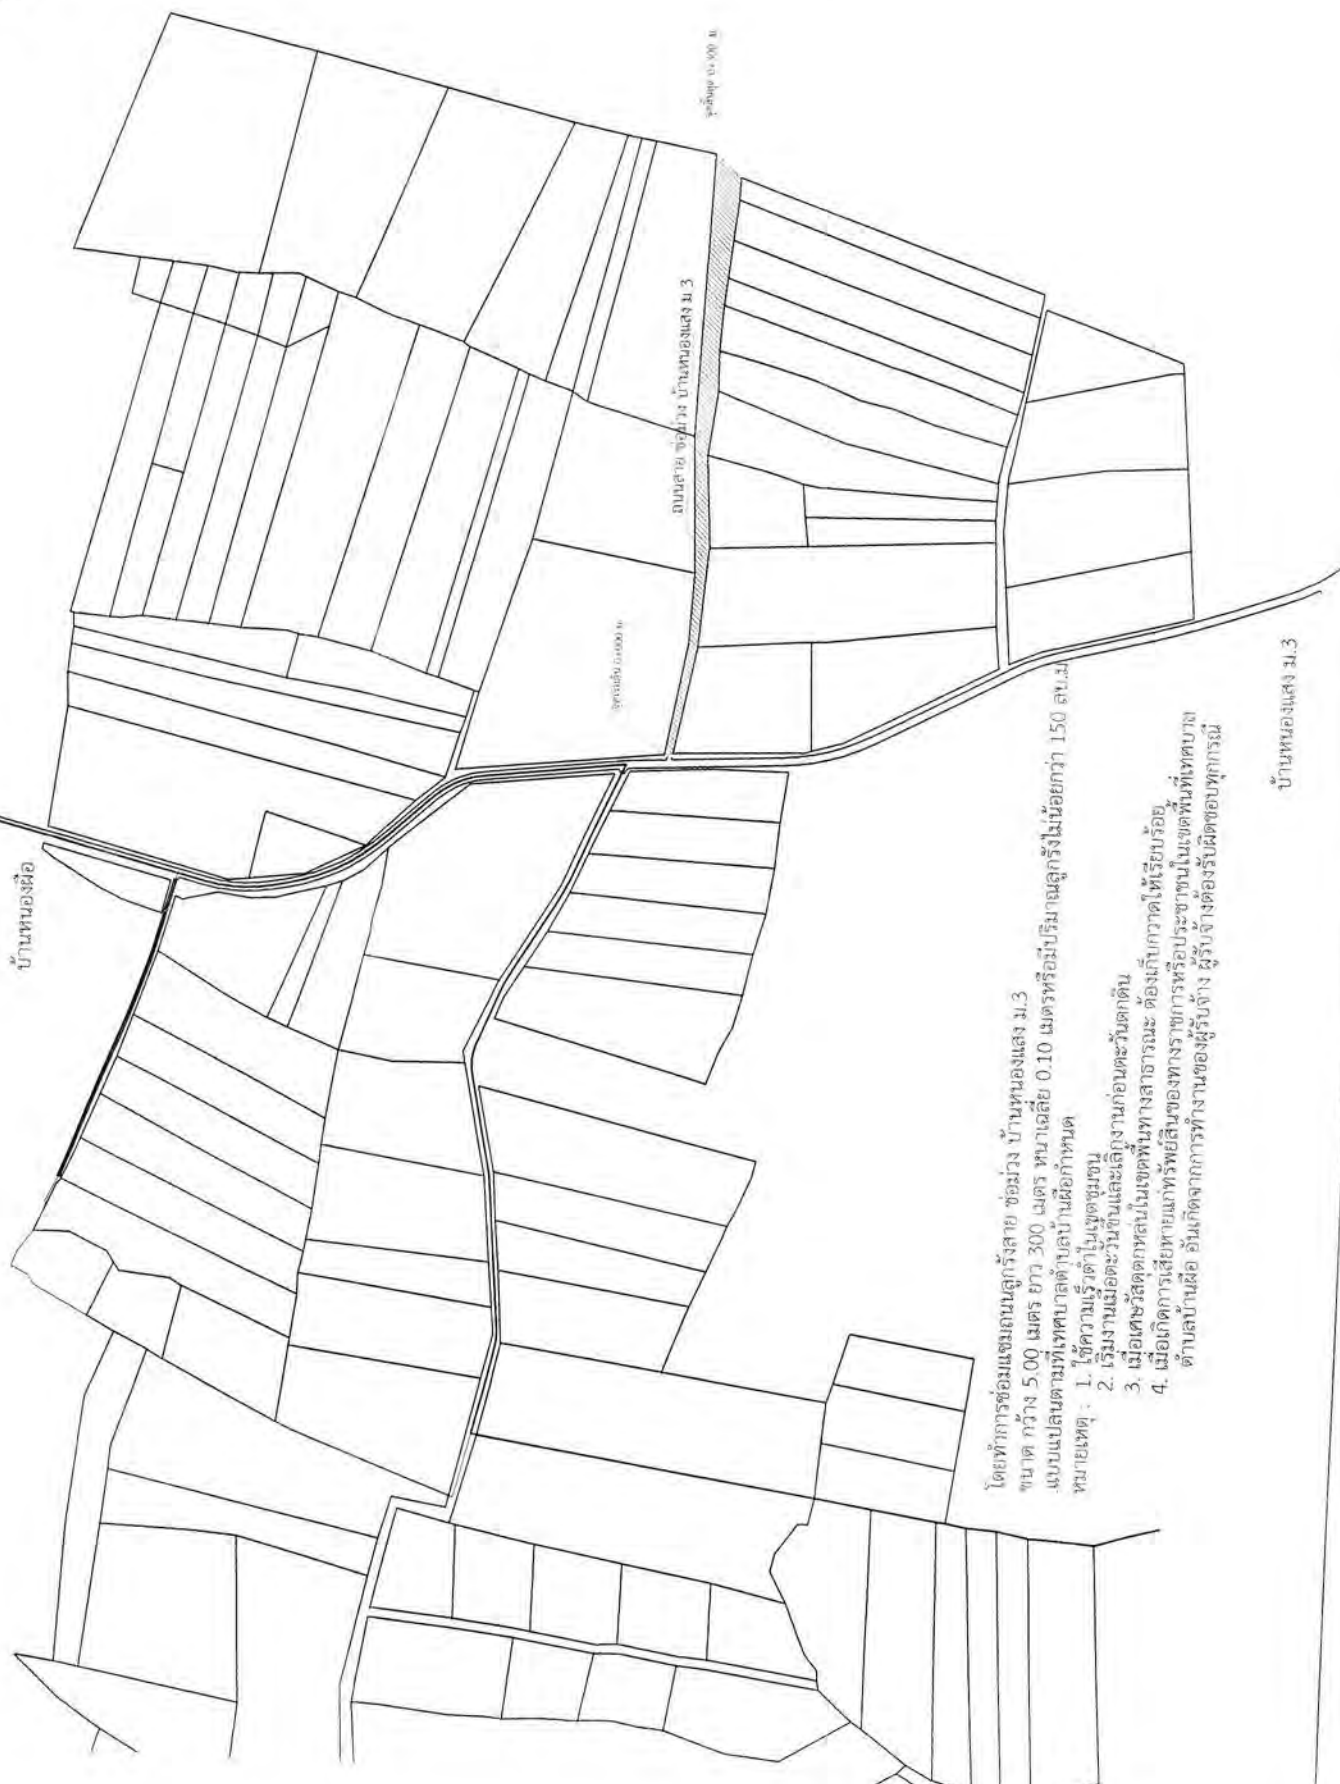 บ้านหนองผือ
จุดเริ่มต้น 0+000 ม.
ถนนสาย ช่อม่วง บ้านหนองแสง ม.3
จุดสิ้นสุด 0+300 ม.
โดยทำการซ่อมแซมถนนลูกรังสาย ช่อม่วง บ้านหนองแสง ม.3
ขนาด กว้าง 5.00 เมตร ยาว 300 เมตร หนาเฉลี่ย 0.10 เมตรหรือมีปริมาณลูกรังไม่น้อยกว่า 150 ลบ.ม
แบบแปลนตามที่เทศบาลตำบลบ้านผือกำหนด
หมายเหตุ : 1. ใช้ความเร็วต่ำในเขตชุมชน
2. เริ่มงานเมื่อตะวันขึ้นและเลิกงานก่อนตะวันตกดิน
3. เมื่อเศษวัสดุตกหล่นในเขตพื้นทางสาธารณะ ต้องเก็บกวาดให้เรียบร้อย
4. เมื่อเกิดการเสียหายแก่ทรัพย์สินของทางราชการหรือประชาชนในเขตพื้นที่เทศบาล
ตำบลบ้านผือ อันเกิดจากการทำงานของผู้รับจ้าง ผู้รับจ้างต้องรับผิดชอบทุกกรณี
บ้านหนองแสง ม.3